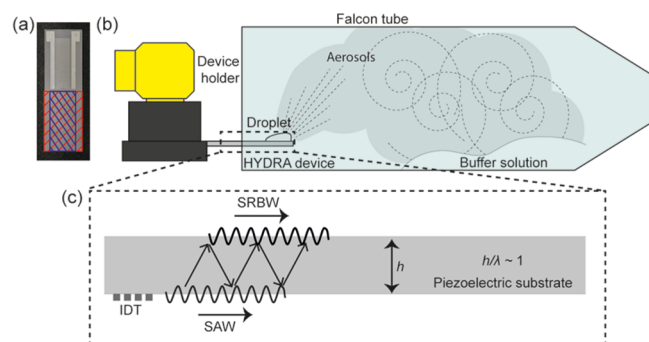 (a)
(b)
Falcon tube
Device
holder
Aerosols
Droplet
HYDRA device
Buffer solution
(c)
SRBW
h
h/λ ~ 1
Piezoelectric substrate
IDT
SAW